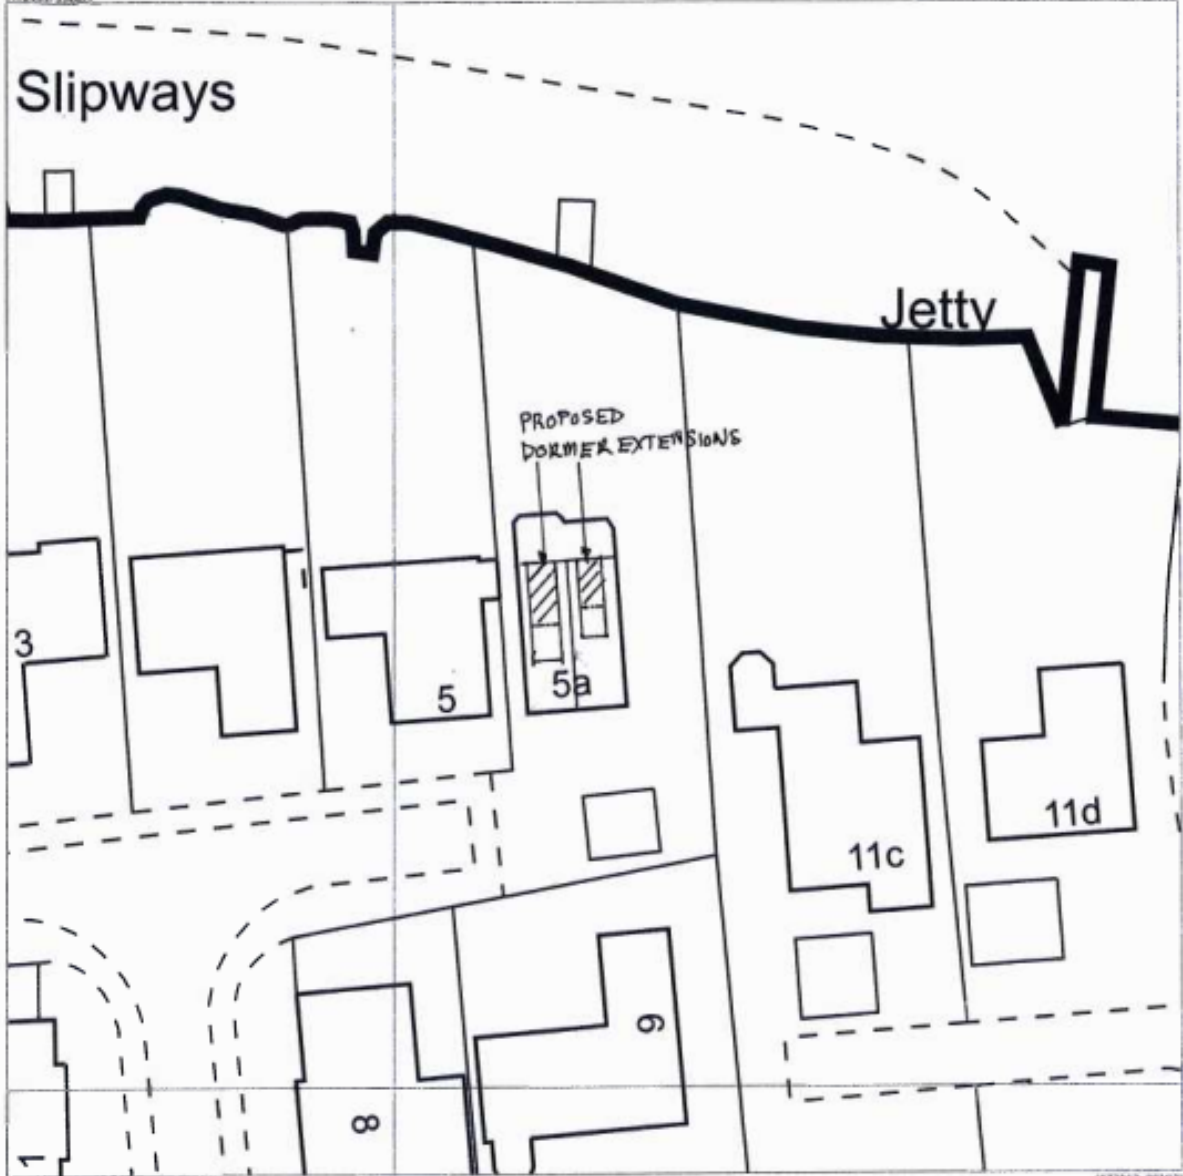 Slipways
Jetty
PROPOSED
DORMER EXTENSIONS
3
5
5a
11d
11c
9
8
1